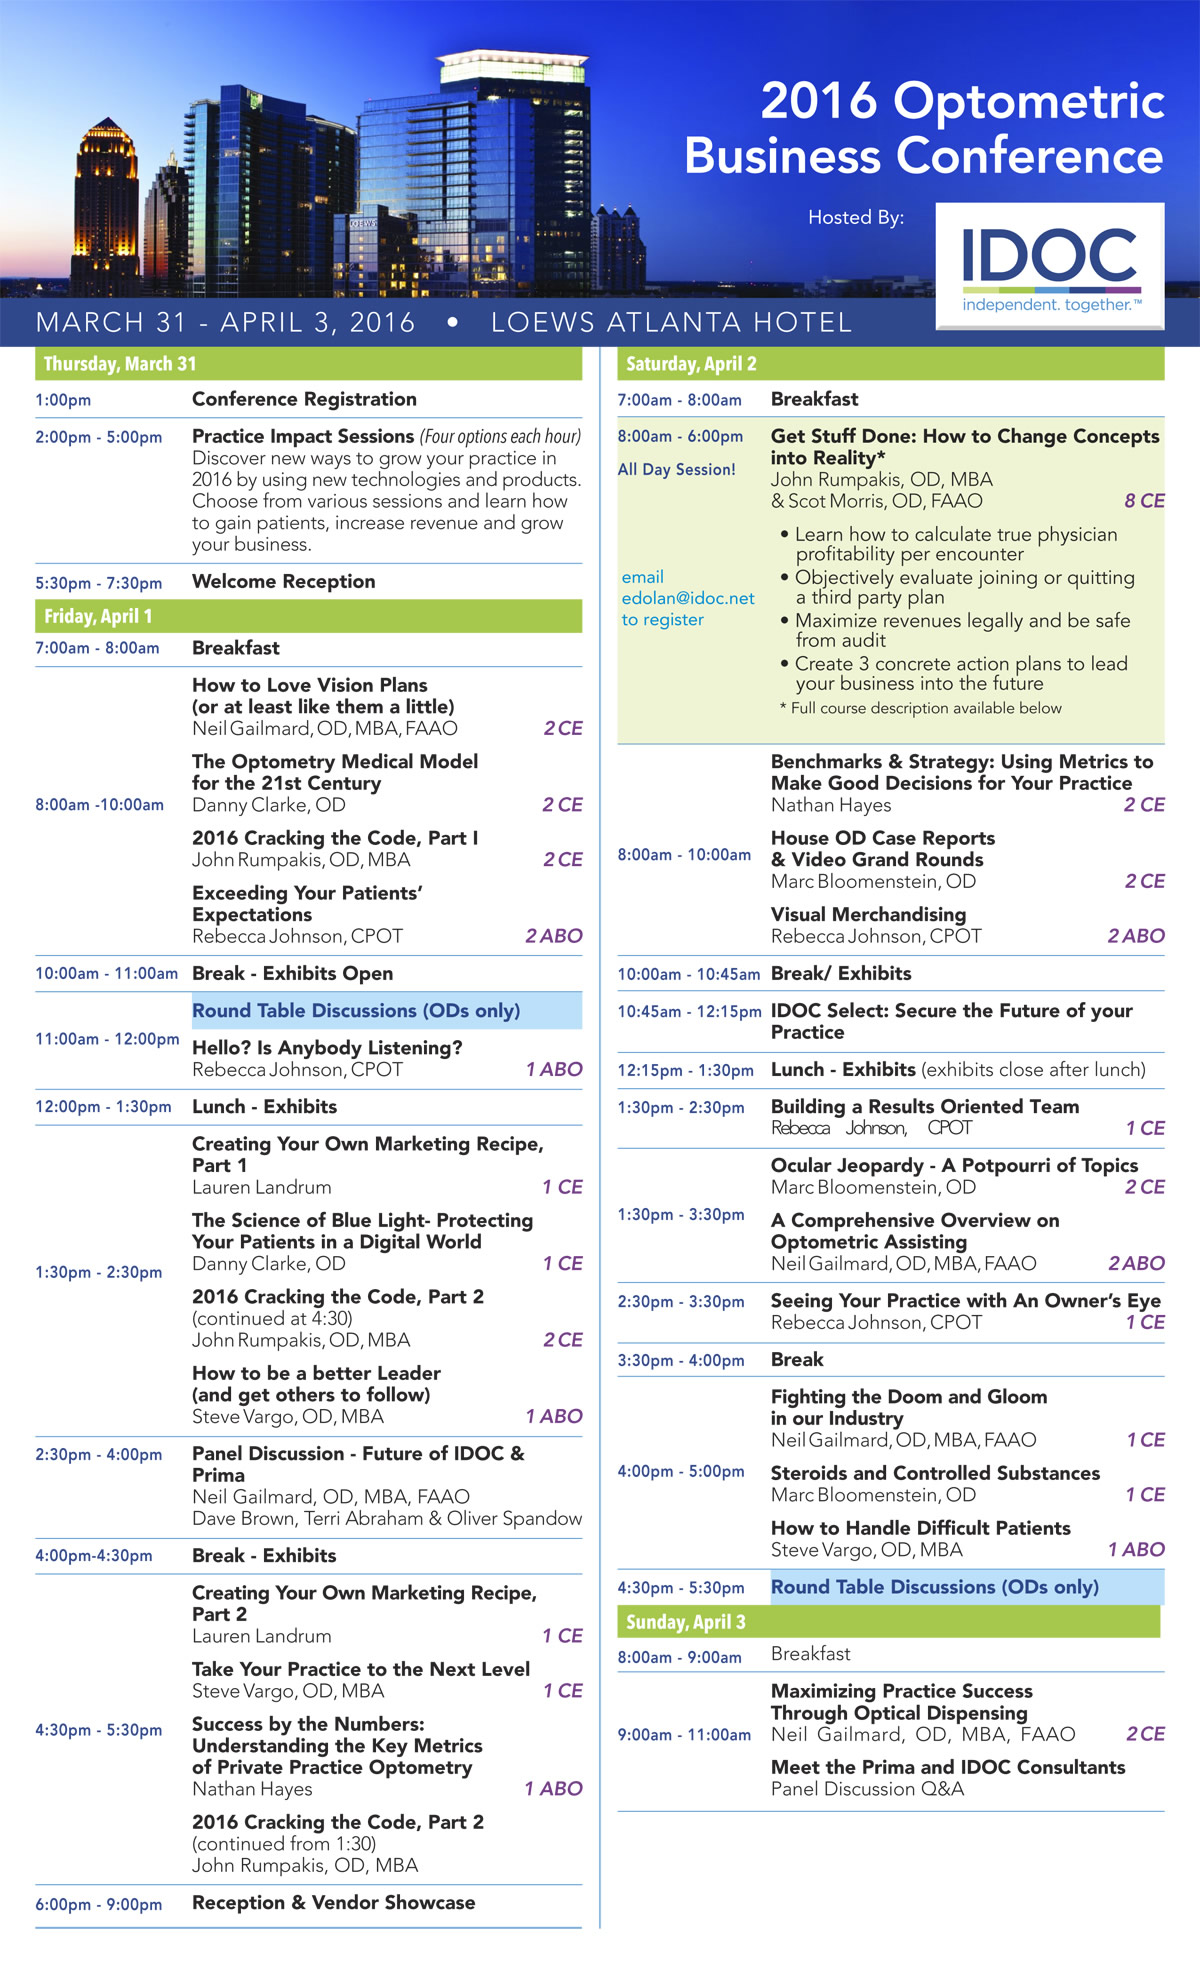 2016 Optometric
Business Conference
Hosted By:
IDOC
independent. together.™
LOEWS
MARCH 31 - APRIL 3, 2016 • LOEWS ATLANTA HOTEL
Thursday, March 31
1:00pm Conference Registration
2:00pm - 5:00pm Practice Impact Sessions (Four options each hour)
Discover new ways to grow your practice in
2016 by using new technologies and products.
Choose from various sessions and learn how
to gain patients, increase revenue and grow
your business.
5:30pm - 7:30pm Welcome Reception
Friday, April 1
7:00am - 8:00am Breakfast
How to Love Vision Plans
(or at least like them a little)
Neil Gailmard, OD, MBA, FAAO 2 CE
The Optometry Medical Model
for the 21st Century
8:00am -10:00am Danny Clarke, OD 2 CE
2016 Cracking the Code, Part I
John Rumpakis, OD, MBA 2 CE
Exceeding Your Patients’
Expectations
Rebecca Johnson, CPOT 2 ABO
10:00am - 11:00am Break - Exhibits Open
Round Table Discussions (ODs only)
11:00am - 12:00pm
Hello? Is Anybody Listening?
Rebecca Johnson, CPOT 1 ABO
12:00pm - 1:30pm Lunch - Exhibits
Creating Your Own Marketing Recipe,
Part 1
Lauren Landrum 1 CE
The Science of Blue Light- Protecting
Your Patients in a Digital World
Danny Clarke, OD 1 CE
1:30pm - 2:30pm
2016 Cracking the Code, Part 2
(continued at 4:30)
John Rumpakis, OD, MBA 2 CE
How to be a better Leader
(and get others to follow)
Steve Vargo, OD, MBA 1 ABO
2:30pm - 4:00pm Panel Discussion - Future of IDOC &
Prima
Neil Gailmard, OD, MBA, FAAO
Dave Brown, Terri Abraham & Oliver Spandow
4:00pm-4:30pm Break - Exhibits
Creating Your Own Marketing Recipe,
Part 2
Lauren Landrum 1 CE
Take Your Practice to the Next Level
Steve Vargo, OD, MBA 1 CE
4:30pm - 5:30pm Success by the Numbers:
Understanding the Key Metrics
of Private Practice Optometry
Nathan Hayes 1 ABO
2016 Cracking the Code, Part 2
(continued from 1:30)
John Rumpakis, OD, MBA
6:00pm - 9:00pm Reception & Vendor Showcase
Saturday, April 2
7:00am - 8:00am Breakfast
8:00am - 6:00pm Get Stuff Done: How to Change Concepts
into Reality*
All Day Session!
John Rumpakis, OD, MBA
& Scot Morris, OD, FAAO 8 CE
• Learn how to calculate true physician
profitability per encounter
email
edolan@idoc.net
to register
• Objectively evaluate joining or quitting
a third party plan
• Maximize revenues legally and be safe
from audit
• Create 3 concrete action plans to lead
your business into the future
* Full course description available below
Benchmarks & Strategy: Using Metrics to
Make Good Decisions for Your Practice
Nathan Hayes 2 CE
House OD Case Reports
8:00am - 10:00am & Video Grand Rounds
Marc Bloomenstein, OD 2 CE
Visual Merchandising
Rebecca Johnson, CPOT 2 ABO
10:00am - 10:45am Break/ Exhibits
10:45am - 12:15pm IDOC Select: Secure the Future of your
Practice
12:15pm - 1:30pm Lunch - Exhibits (exhibits close after lunch)
1:30pm - 2:30pm Building a Results Oriented Team
Rebecca Johnson, CPOT 1 CE
Ocular Jeopardy - A Potpourri of Topics
Marc Bloomenstein, OD 2 CE
1:30pm - 3:30pm A Comprehensive Overview on
Optometric Assisting
Neil Gailmard, OD, MBA, FAAO 2 ABO
2:30pm - 3:30pm Seeing Your Practice with An Owner’s Eye
Rebecca Johnson, CPOT 1 CE
3:30pm - 4:00pm Break
Fighting the Doom and Gloom
in our Industry
Neil Gailmard, OD, MBA, FAAO 1 CE
4:00pm - 5:00pm Steroids and Controlled Substances
Marc Bloomenstein, OD 1 CE
How to Handle Difficult Patients
Steve Vargo, OD, MBA 1 ABO
4:30pm - 5:30pm Round Table Discussions (ODs only)
Sunday, April 3
8:00am - 9:00am Breakfast
Maximizing Practice Success
Through Optical Dispensing
9:00am - 11:00am Neil Gailmard, OD, MBA, FAAO 2 CE
Meet the Prima and IDOC Consultants
Panel Discussion Q&A